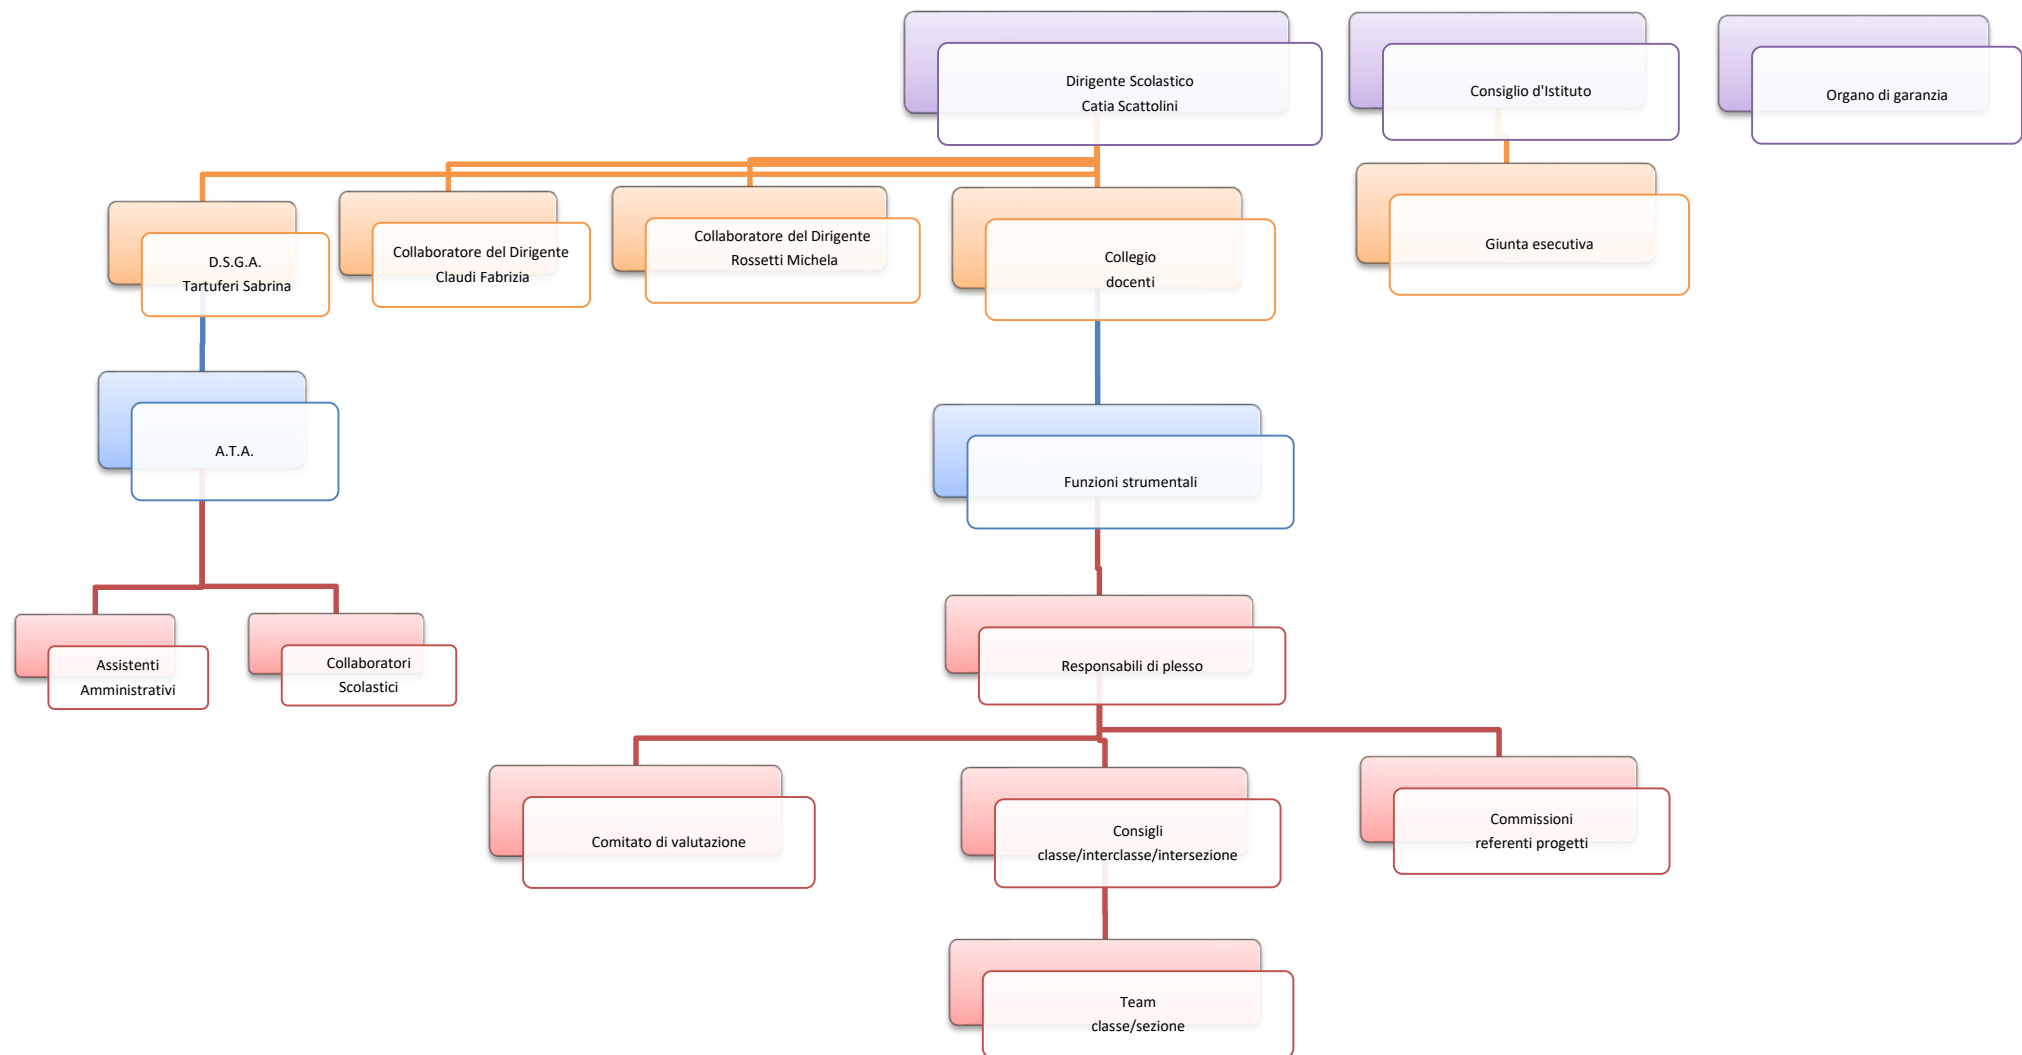 Dirigente Scolastico
Catia Scattolini
Consiglio d'Istituto
Organo di garanzia
D.S.G.A.
Tartuferi Sabrina
Collaboratore del Dirigente
Claudi Fabrizia
Collaboratore del Dirigente
Rossetti Michela
Collegio
docenti
Giunta esecutiva
A.T.A.
Funzioni strumentali
Assistenti
Amministrativi
Collaboratori
Scolastici
Responsabili di plesso
Comitato di valutazione
Consigli
classe/interclasse/intersezione
Commissioni
referenti progetti
Team
classe/sezione